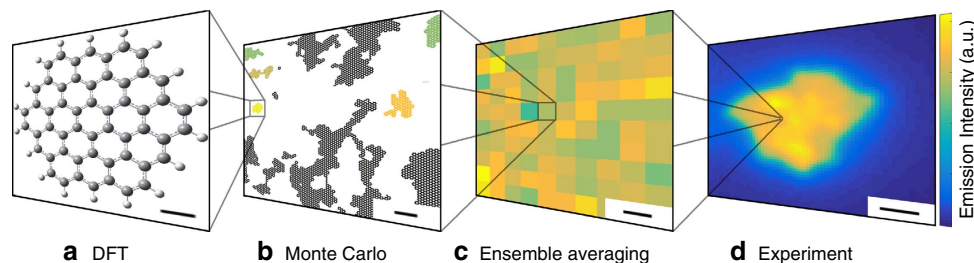 Emission Intensity (a.u.)
a DFT
b Monte Carlo
c Ensemble averaging
d Experiment